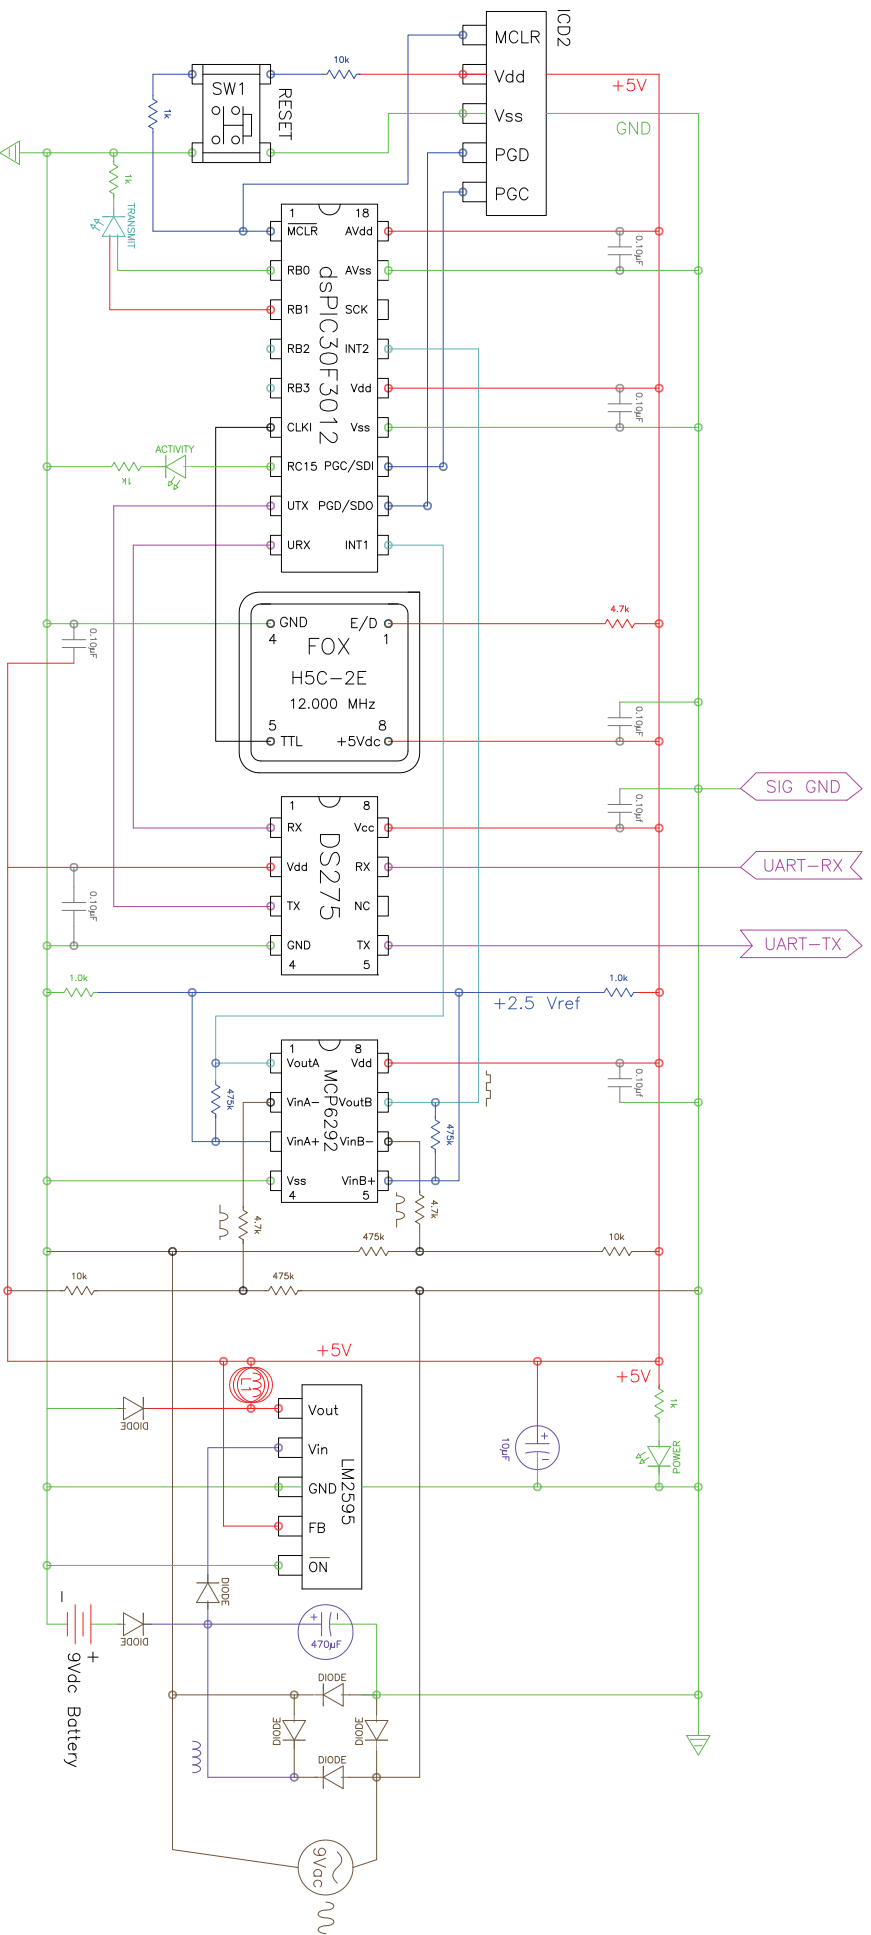 ICD2
MCLR
Vdd
Vss
PGD
PGC
+5V
GND
10k
SW1
RESET
1k
1k
TRANSMIT
1 18
MCLR AVdd
RB0 AVss
RB1 SCK
RB2 INT2
RB3 Vdd
CLKI Vss
RC15 PGC/SDI
UTX PGD/SDO
URX INT1
dsPIC30F3012
0.10µF
0.10µF
ACTIVITY
1k
GND E/D
4 1
FOX
H5C-2E
12.000 MHz
5 8
TTL +5Vdc
4.7k
0.10µF
0.10µF
0.10µf
SIG GND
UART-RX
UART-TX
1 8
RX Vcc
Vdd RX
TX NC
GND TX
4 5
DS275
0.10µF
1.0k
1.0k
+2.5 Vref
1 8
VoutA Vdd
VinA- VoutB
VinA+ VinB-
Vss VinB+
4 5
MCP6292
0.10µf
475k
475k
4.7k
4.7k
475k
10k
10k
475k
+5V
+5V
L1
1k
POWER
DIODE
Vout
Vin
GND
FB
ON
LM2595
+
-
10µF
DIODE
-
+
9Vdc Battery
DIODE
+
-
470µF
DIODE
DIODE
DIODE
DIODE
9Vac